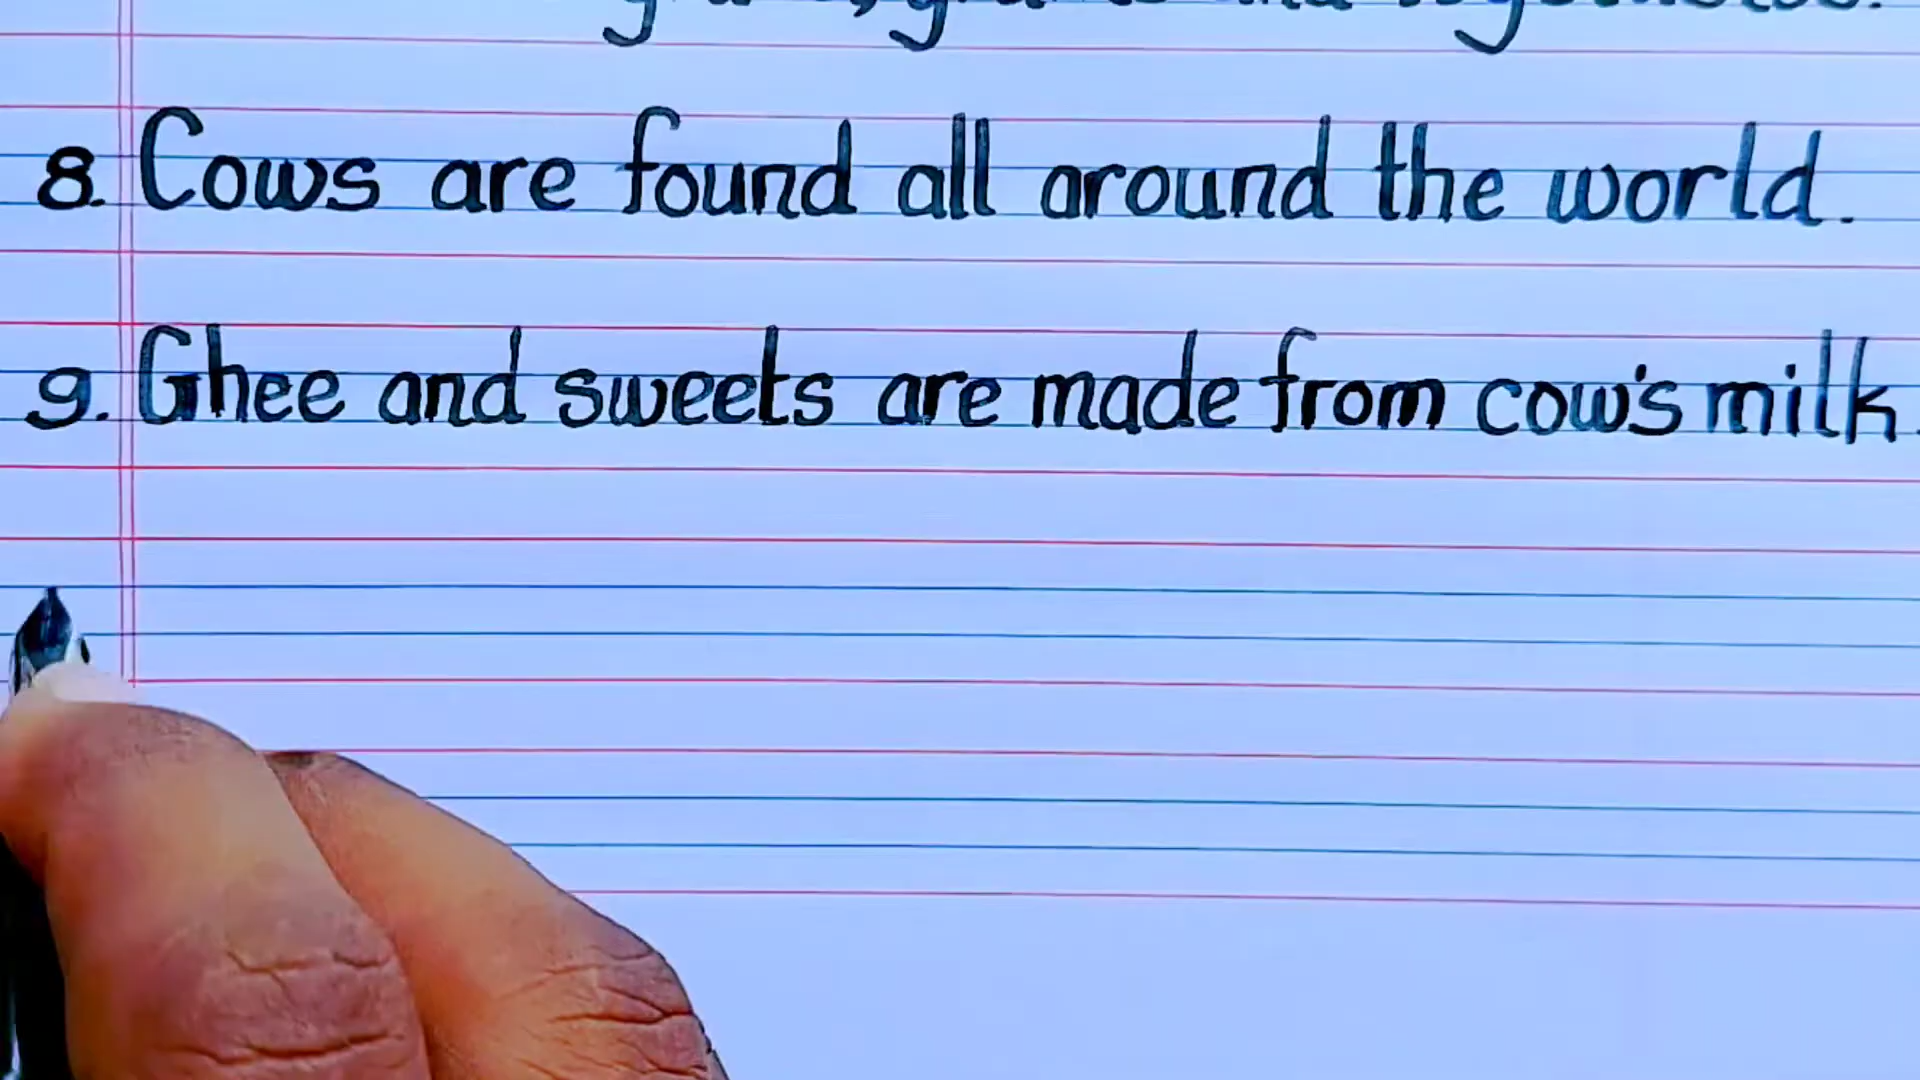 8. Cows are found all around the world.
9. Ghee and sweets are made from cow's milk.